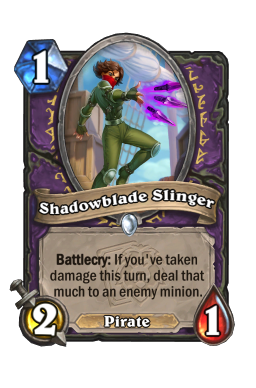 1
Shadowblade Slinger
Battlecry: If you've taken
damage this turn, deal that
much to an enemy minion.
2
Pirate
1